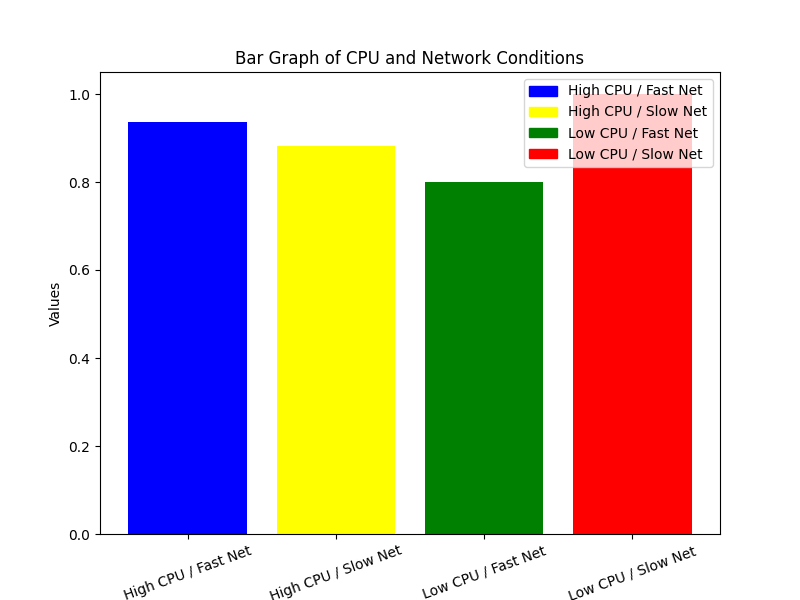 Bar Graph of CPU and Network Conditions
1.0
0.8
0.6
0.4
0.2
0.0
Values
High CPU / Fast Net
High CPU / Slow Net
Low CPU / Fast Net
Low CPU / Slow Net
High CPU / Fast Net
High CPU / Slow Net
Low CPU / Fast Net
Low CPU / Slow Net